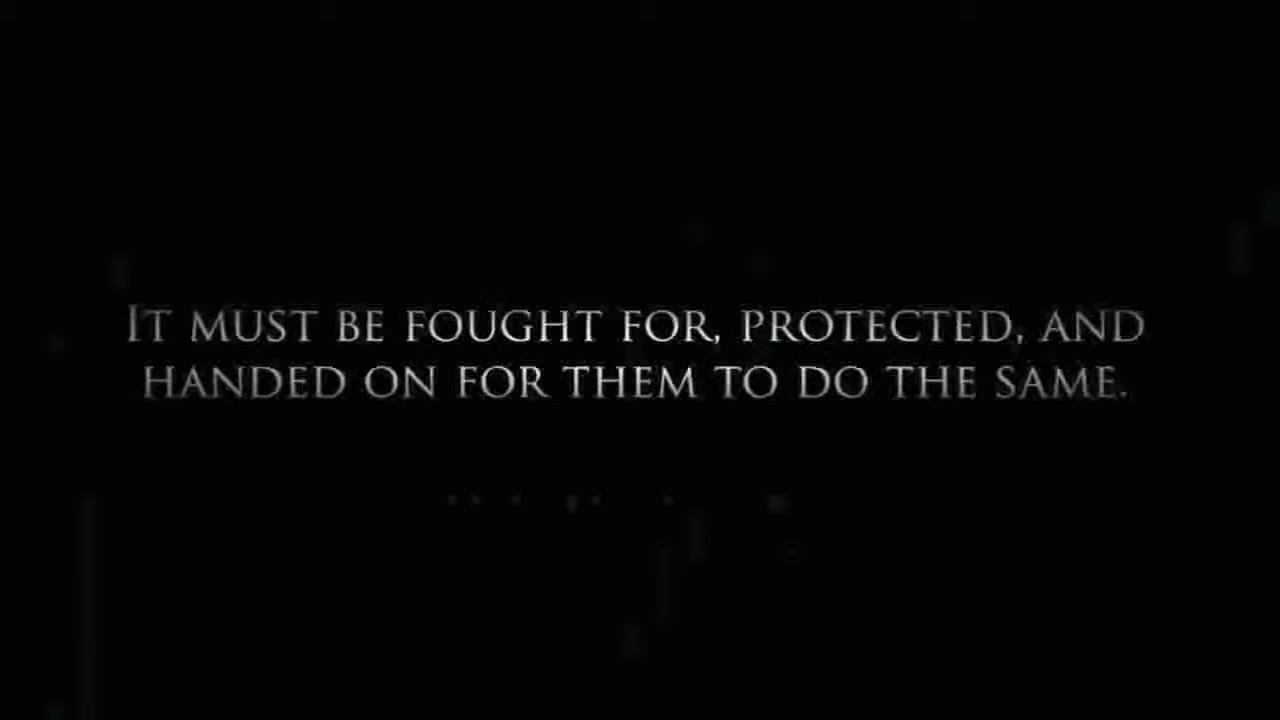 It must be fought for, protected, and
handed on for them to do the same.